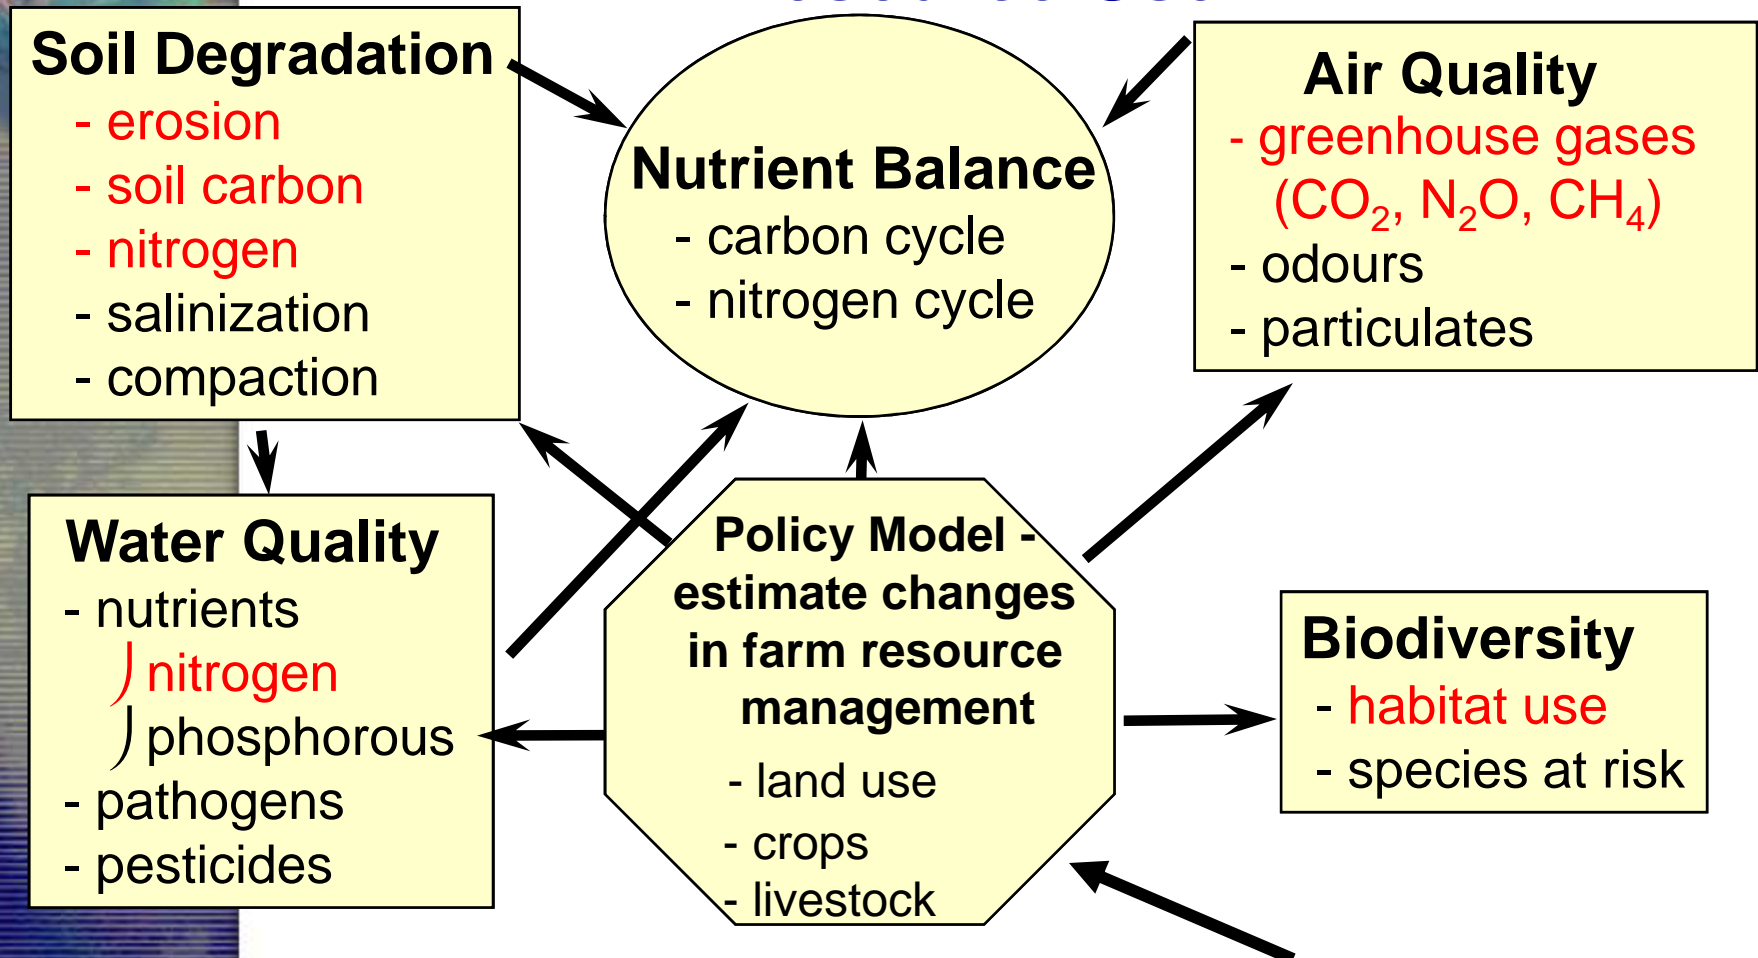 Soil Degradation
- erosion
- soil carbon
- nitrogen
- salinization
- compaction
Nutrient Balance
- carbon cycle
- nitrogen cycle
Air Quality
- greenhouse gases
(CO₂, N₂O, CH₄)
- odours
- particulates
Water Quality
- nutrients
nitrogen
phosphorous
- pathogens
- pesticides
Policy Model -
estimate changes
in farm resource
management
- land use
- crops
- livestock
Biodiversity
- habitat use
- species at risk